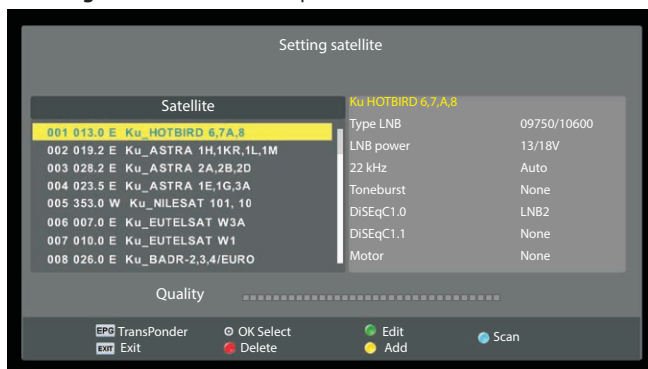 Setting satellite
Satellite
001 013.0 E Ku_HOTBIRD 6,7A,8
002 019.2 E Ku_ASTRA 1H,1KR,1L,1M
003 028.2 E Ku_ASTRA 2A,2B,2D
004 023.5 E Ku_ASTRA 1E,1G,3A
005 353.0 W Ku_NILESAT 101, 10
006 007.0 E Ku_EUTELSAT W3A
007 010.0 E Ku_EUTELSAT W1
008 026.0 E Ku_BADR-2,3,4/EURO
Ku HOTBIRD 6,7,A,8
Type LNB 09750/10600
LNB power 13/18V
22 kHz Auto
Toneburst None
DiSEqC1.0 LNB2
DiSEqC1.1 None
Motor None
Quality
EPG TransPonder OK Select Edit Scan
EXIT Exit Delete Add